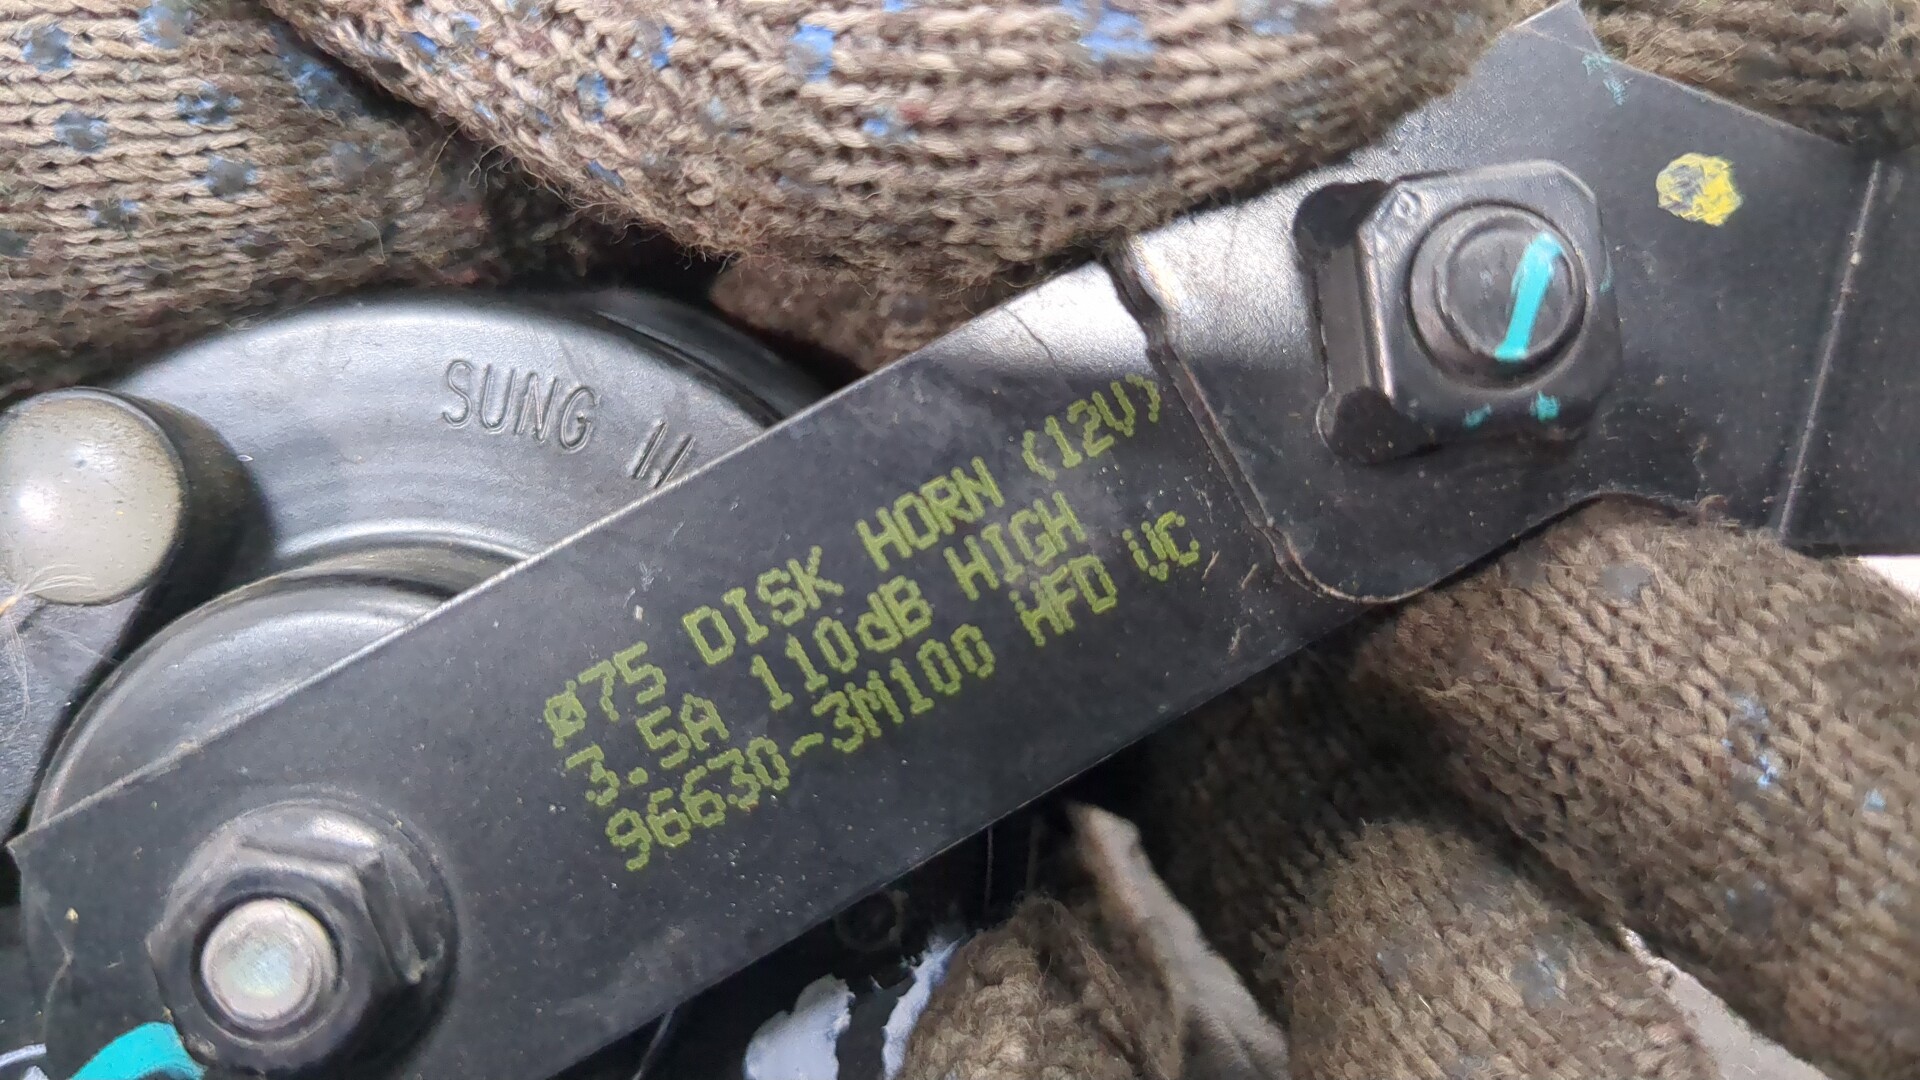 SUNG
Ø75 DISK HORN (12V)
3.5A 110dB HIGH
96630-3M100 HFD VC